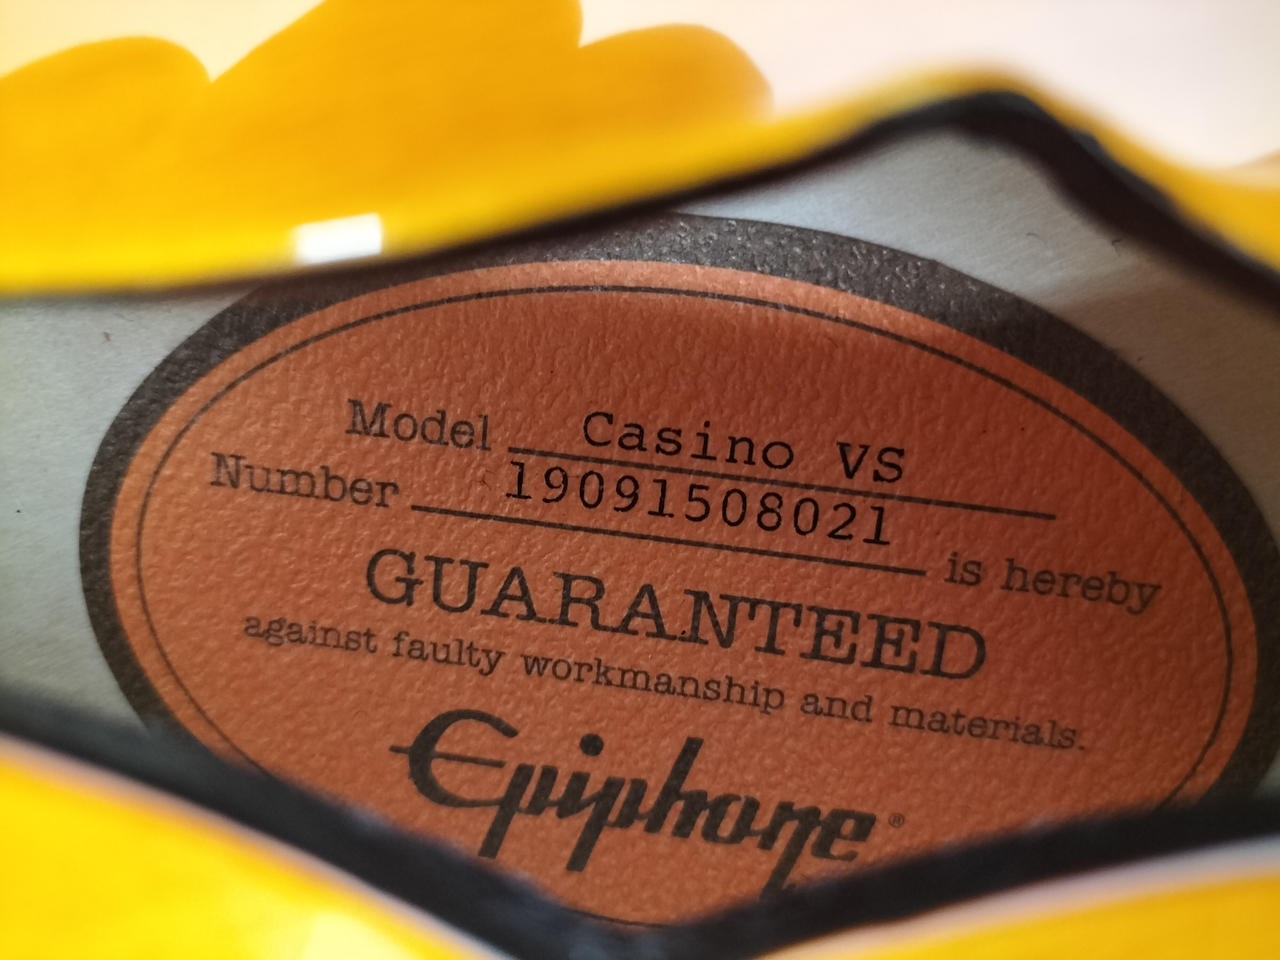 Model Casino VS
Number 19091508021 is hereby
GUARANTEED
against faulty workmanship and materials.
Epiphone®